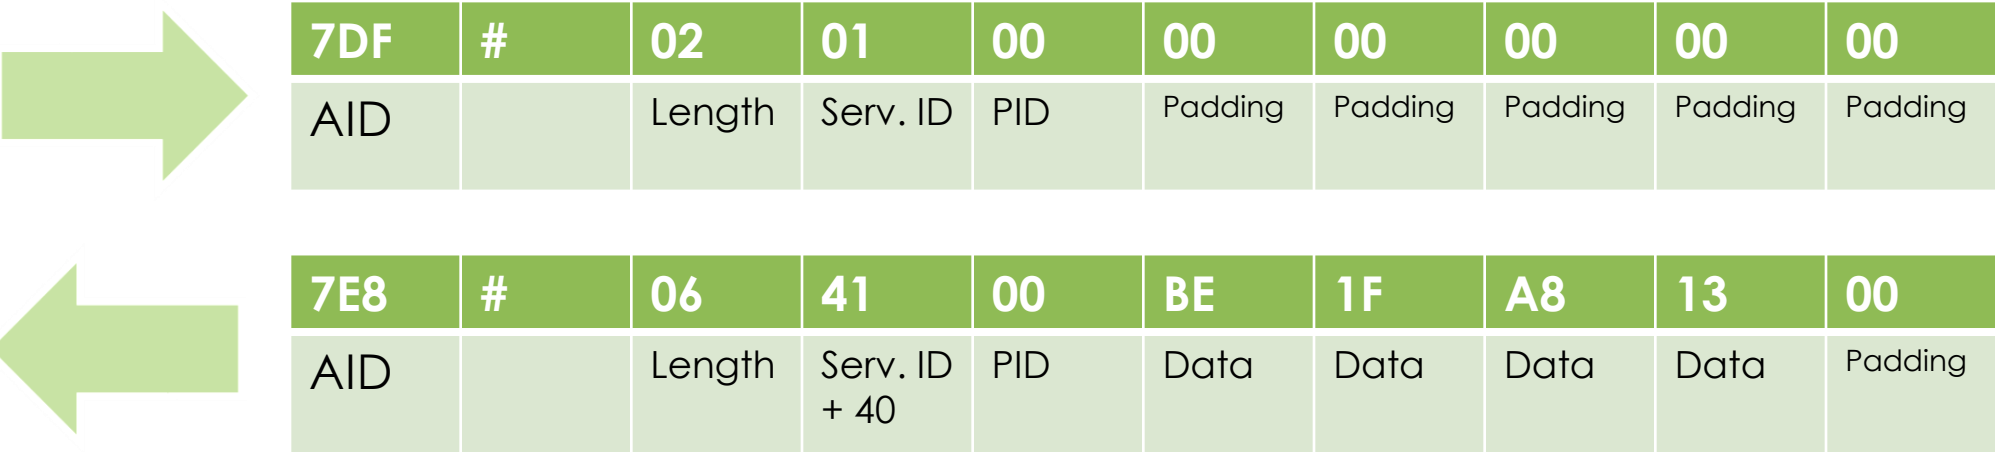 7DF # 02 01 00 00 00 00 00 00
AID Length Serv. ID PID Padding Padding Padding Padding Padding
7E8 # 06 41 00 BE 1F A8 13 00
AID Length Serv. ID PID Data Data Data Data Padding
+ 40